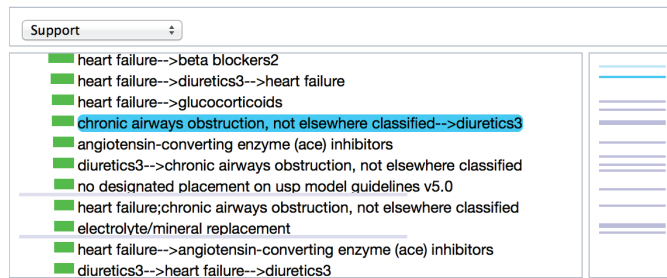 Support
heart failure-->beta blockers2
heart failure-->diuretics3-->heart failure
heart failure-->glucocorticoids
chronic airways obstruction, not elsewhere classified-->diuretics3
angiotensin-converting enzyme (ace) inhibitors
diuretics3-->chronic airways obstruction, not elsewhere classified
no designated placement on usp model guidelines v5.0
heart failure;chronic airways obstruction, not elsewhere classified
electrolyte/mineral replacement
heart failure-->angiotensin-converting enzyme (ace) inhibitors
diuretics3-->heart failure-->diuretics3